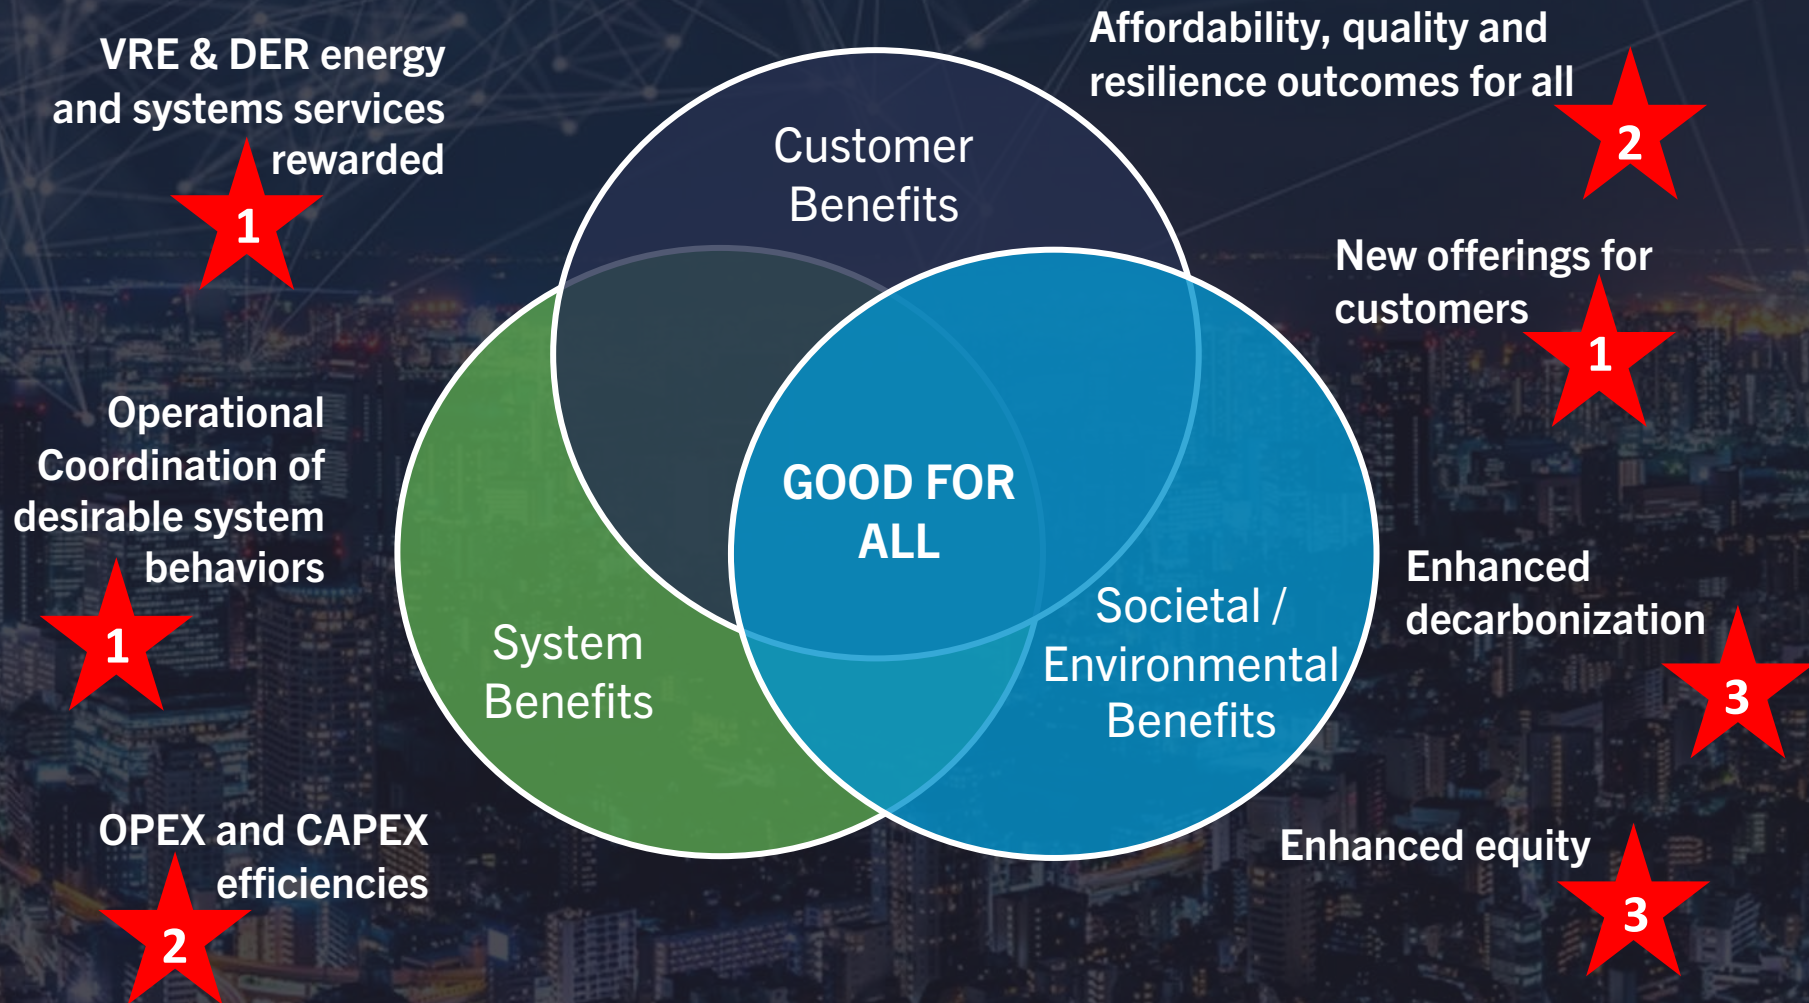 VRE & DER energy
and systems services
rewarded
1
Operational
Coordination of
desirable system
behaviors
1
OPEX and CAPEX
efficiencies
2
Customer
Benefits
GOOD FOR
ALL
System
Benefits
Societal /
Environmental
Benefits
Affordability, quality and
resilience outcomes for all
2
New offerings for
customers
1
Enhanced
decarbonization
3
Enhanced equity
3